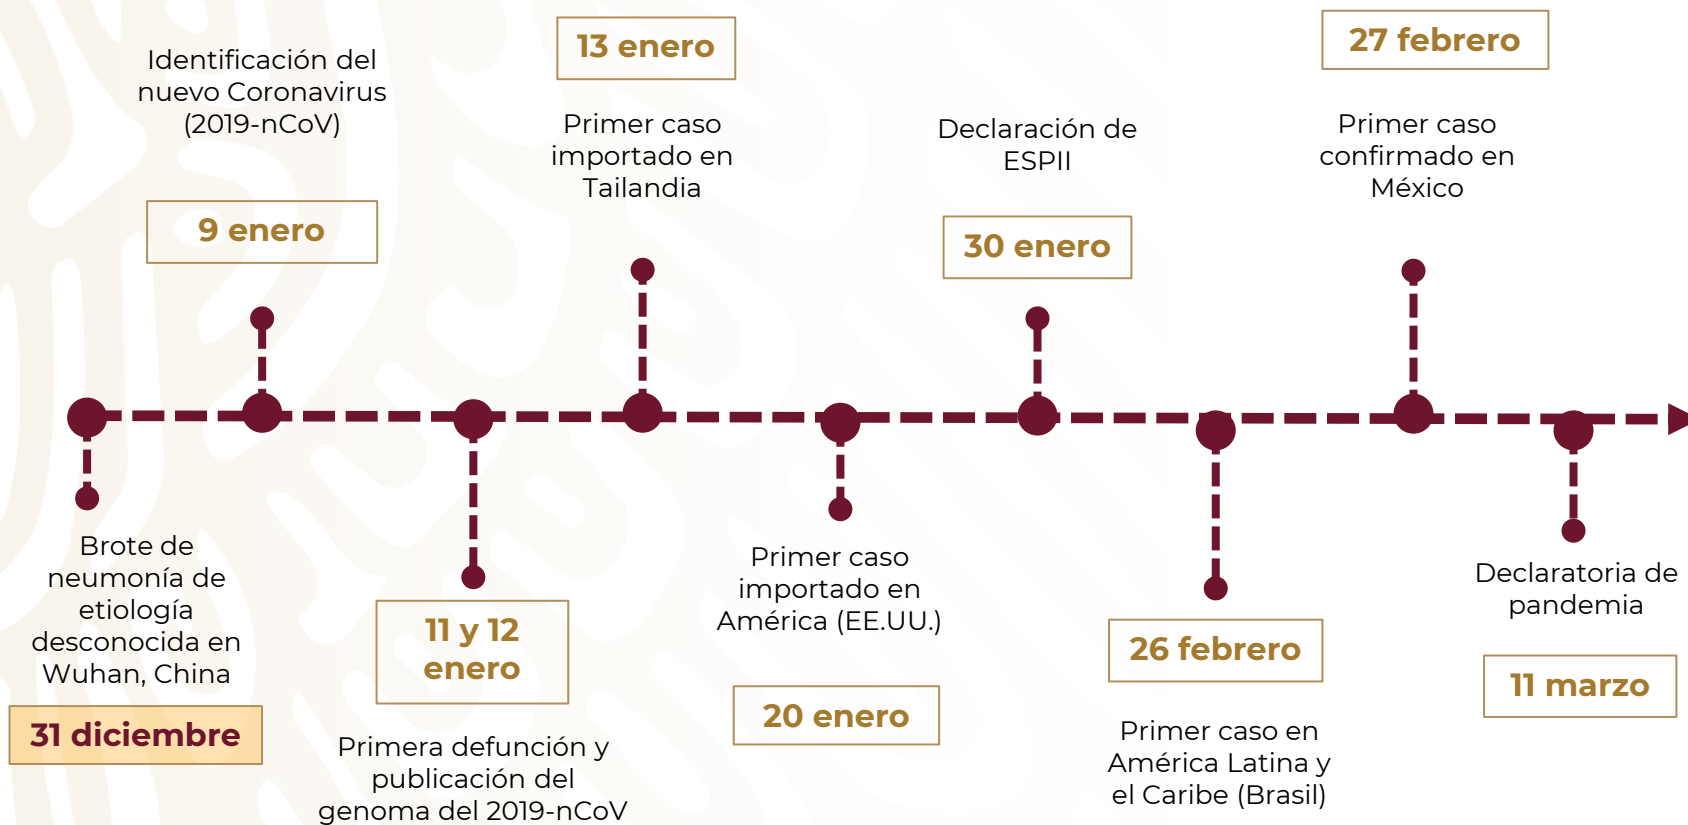 Brote de
neumonía de
etiología
desconocida en
Wuhan, China
31 diciembre
Identificación del
nuevo Coronavirus
(2019-nCoV)
9 enero
11 y 12
enero
Primera defunción y
publicación del
genoma del 2019-nCoV
13 enero
Primer caso
importado en
Tailandia
Primer caso
importado en
América (EE.UU.)
20 enero
Declaración de
ESPII
30 enero
26 febrero
Primer caso en
América Latina y
el Caribe (Brasil)
27 febrero
Primer caso
confirmado en
México
Declaratoria de
pandemia
11 marzo